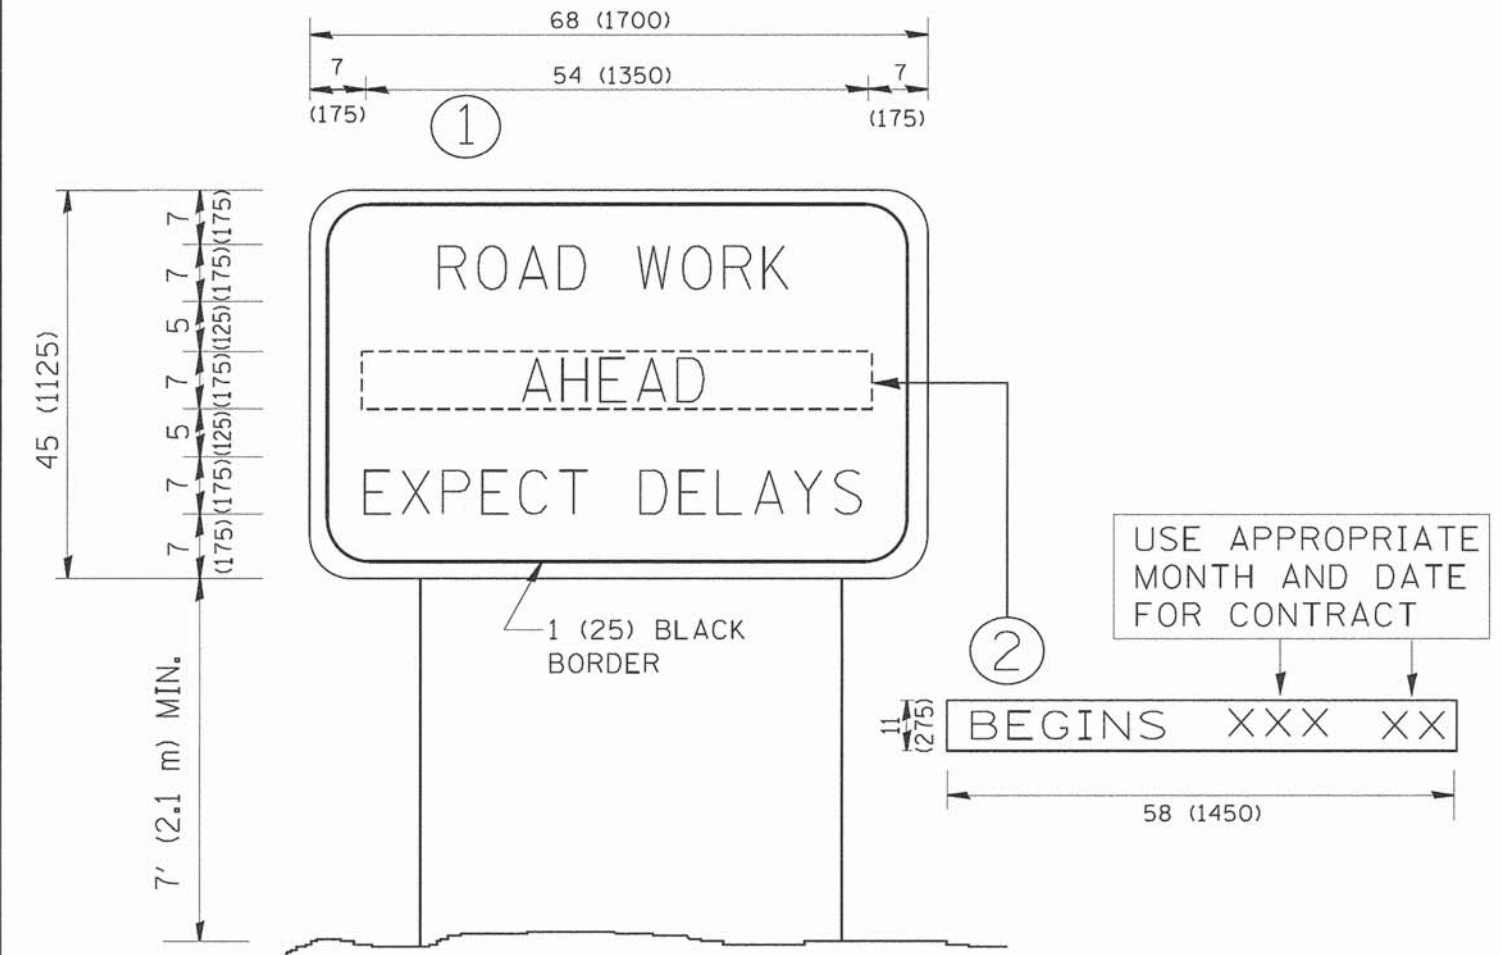 68 (1700)
7
54 (1350)
7
(175)
(175)
1
45 (1125)
7 (175)
7 (175)
5 (125)
7 (175)
5 (125)
7 (175)
7 (175)
ROAD WORK
AHEAD
EXPECT DELAYS
1 (25) BLACK
BORDER
7' (2.1 m) MIN.
USE APPROPRIATE
MONTH AND DATE
FOR CONTRACT
2
11
(275)
BEGINS XXX XX
58 (1450)